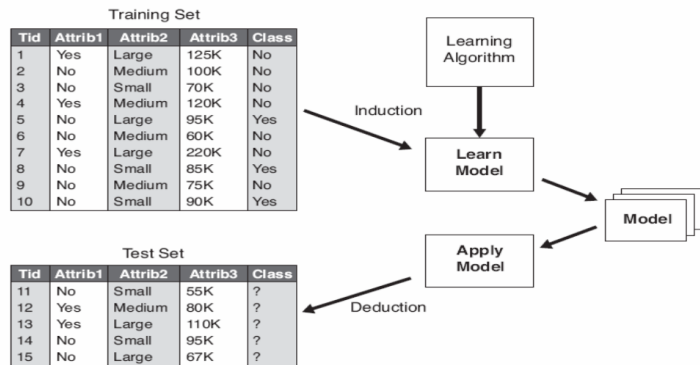 Training Set
Tid Attrib1 Attrib2 Attrib3 Class
1 Yes Large 125K No
2 No Medium 100K No
3 No Small 70K No
4 Yes Medium 120K No
5 No Large 95K Yes
6 No Medium 60K No
7 Yes Large 220K No
8 No Small 85K Yes
9 No Medium 75K No
10 No Small 90K Yes
Learning
Algorithm
Induction
Learn
Model
Model
Apply
Model
Deduction
Test Set
Tid Attrib1 Attrib2 Attrib3 Class
11 No Small 55K ?
12 Yes Medium 80K ?
13 Yes Large 110K ?
14 No Small 95K ?
15 No Large 67K ?